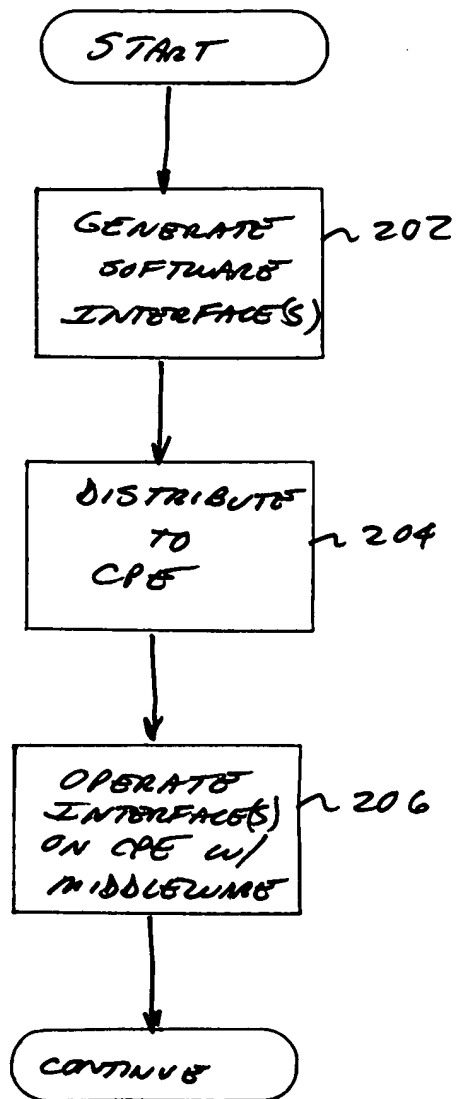 START
GENERATE
SOFTWARE
INTERFACE(S)
202
DISTRIBUTE
TO
CPE
204
OPERATE
INTERFACE(S)
ON CPE W/
MIDDLEWARE
206
CONTINUE